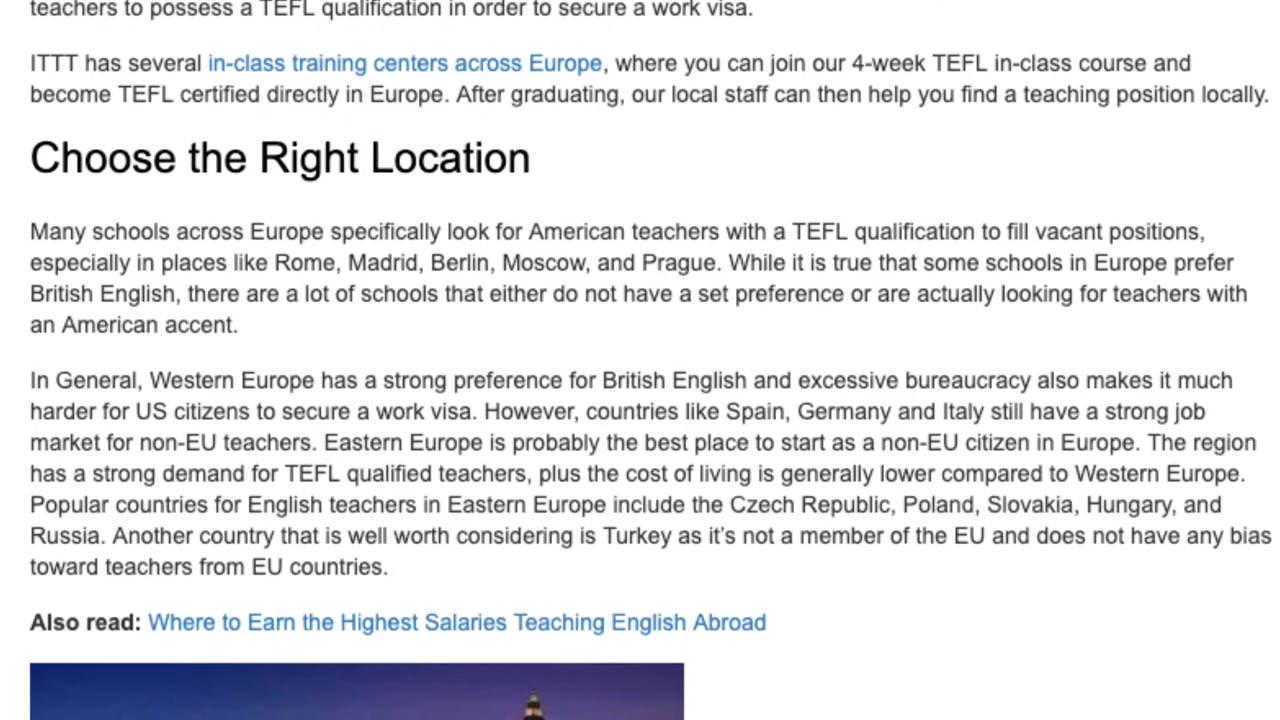 teachers to possess a TEFL qualification in order to secure a work visa.
ITTT has several in-class training centers across Europe, where you can join our 4-week TEFL in-class course and
become TEFL certified directly in Europe. After graduating, our local staff can then help you find a teaching position locally.
Choose the Right Location
Many schools across Europe specifically look for American teachers with a TEFL qualification to fill vacant positions,
especially in places like Rome, Madrid, Berlin, Moscow, and Prague. While it is true that some schools in Europe prefer
British English, there are a lot of schools that either do not have a set preference or are actually looking for teachers with
an American accent.
In General, Western Europe has a strong preference for British English and excessive bureaucracy also makes it much
harder for US citizens to secure a work visa. However, countries like Spain, Germany and Italy still have a strong job
market for non-EU teachers. Eastern Europe is probably the best place to start as a non-EU citizen in Europe. The region
has a strong demand for TEFL qualified teachers, plus the cost of living is generally lower compared to Western Europe.
Popular countries for English teachers in Eastern Europe include the Czech Republic, Poland, Slovakia, Hungary, and
Russia. Another country that is well worth considering is Turkey as it’s not a member of the EU and does not have any bias
toward teachers from EU countries.
Also read: Where to Earn the Highest Salaries Teaching English Abroad